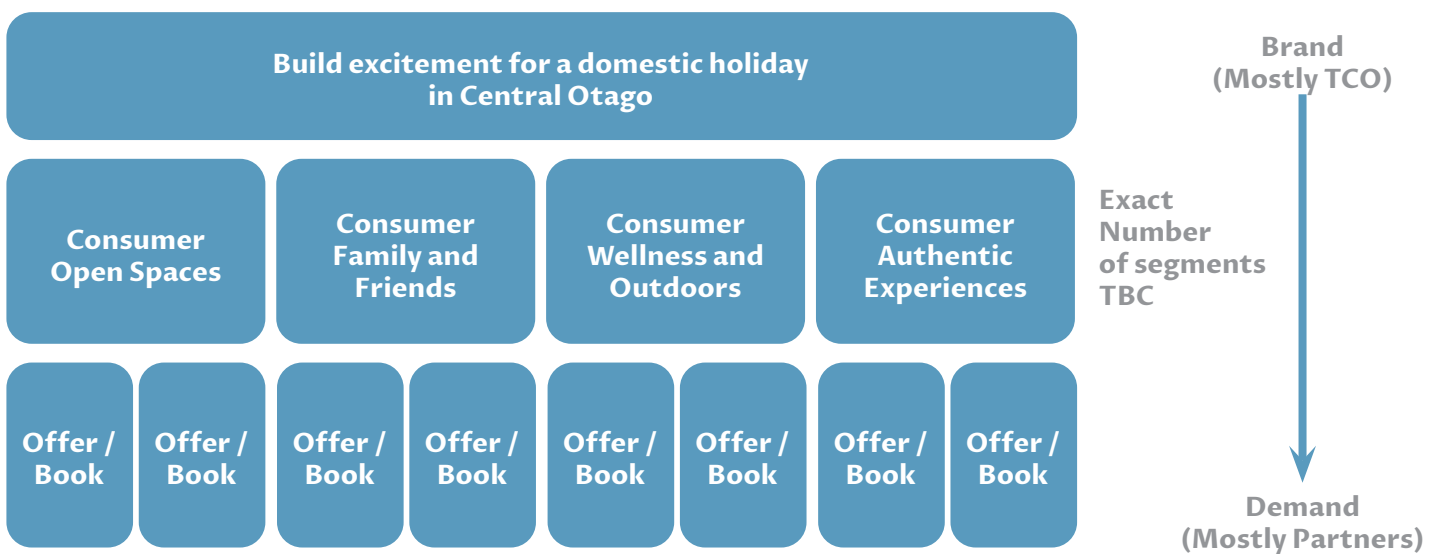 Build excitement for a domestic holiday
in Central Otago
Brand
(Mostly TCO)
Consumer
Open Spaces
Consumer
Family and
Friends
Consumer
Wellness and
Outdoors
Consumer
Authentic
Experiences
Exact
Number
of segments
TBC
Offer /
Book
Offer /
Book
Offer /
Book
Offer /
Book
Offer /
Book
Offer /
Book
Offer /
Book
Offer /
Book
Demand
(Mostly Partners)